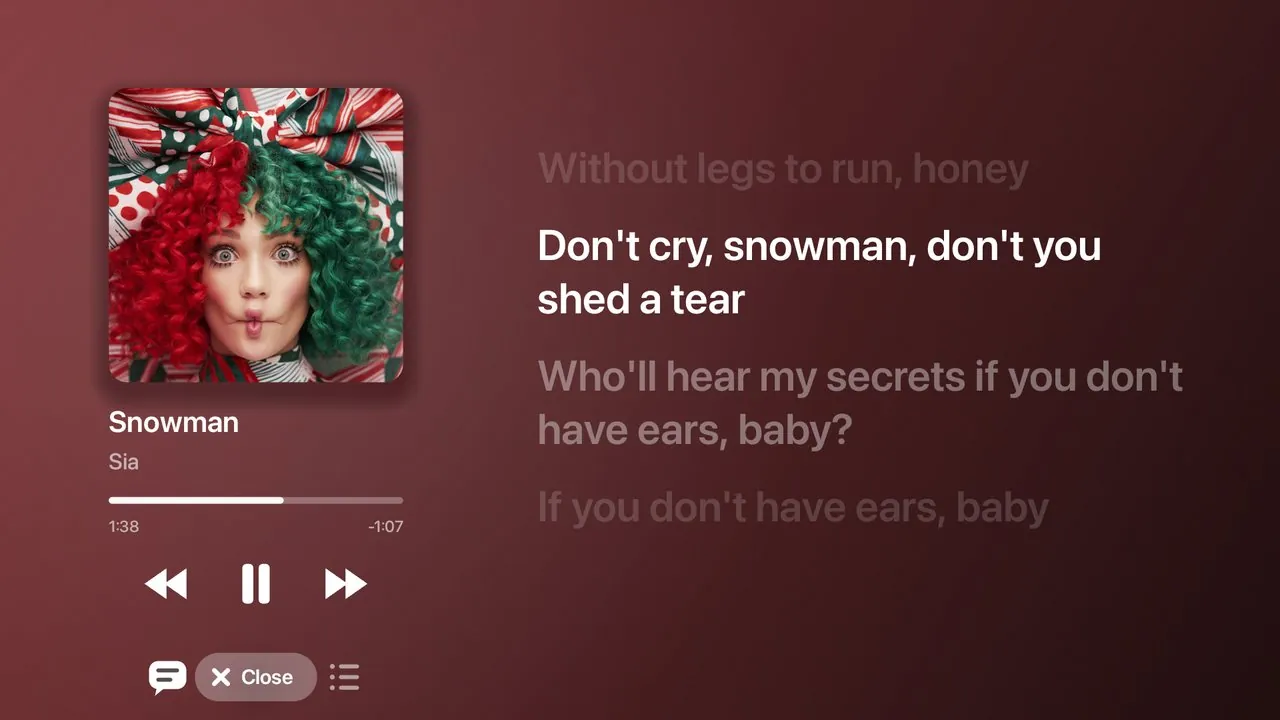 Without legs to run, honey
Don't cry, snowman, don't you
shed a tear
Who'll hear my secrets if you don't
have ears, baby?
If you don't have ears, baby
Snowman
Sia
1:38
-1:07
Close